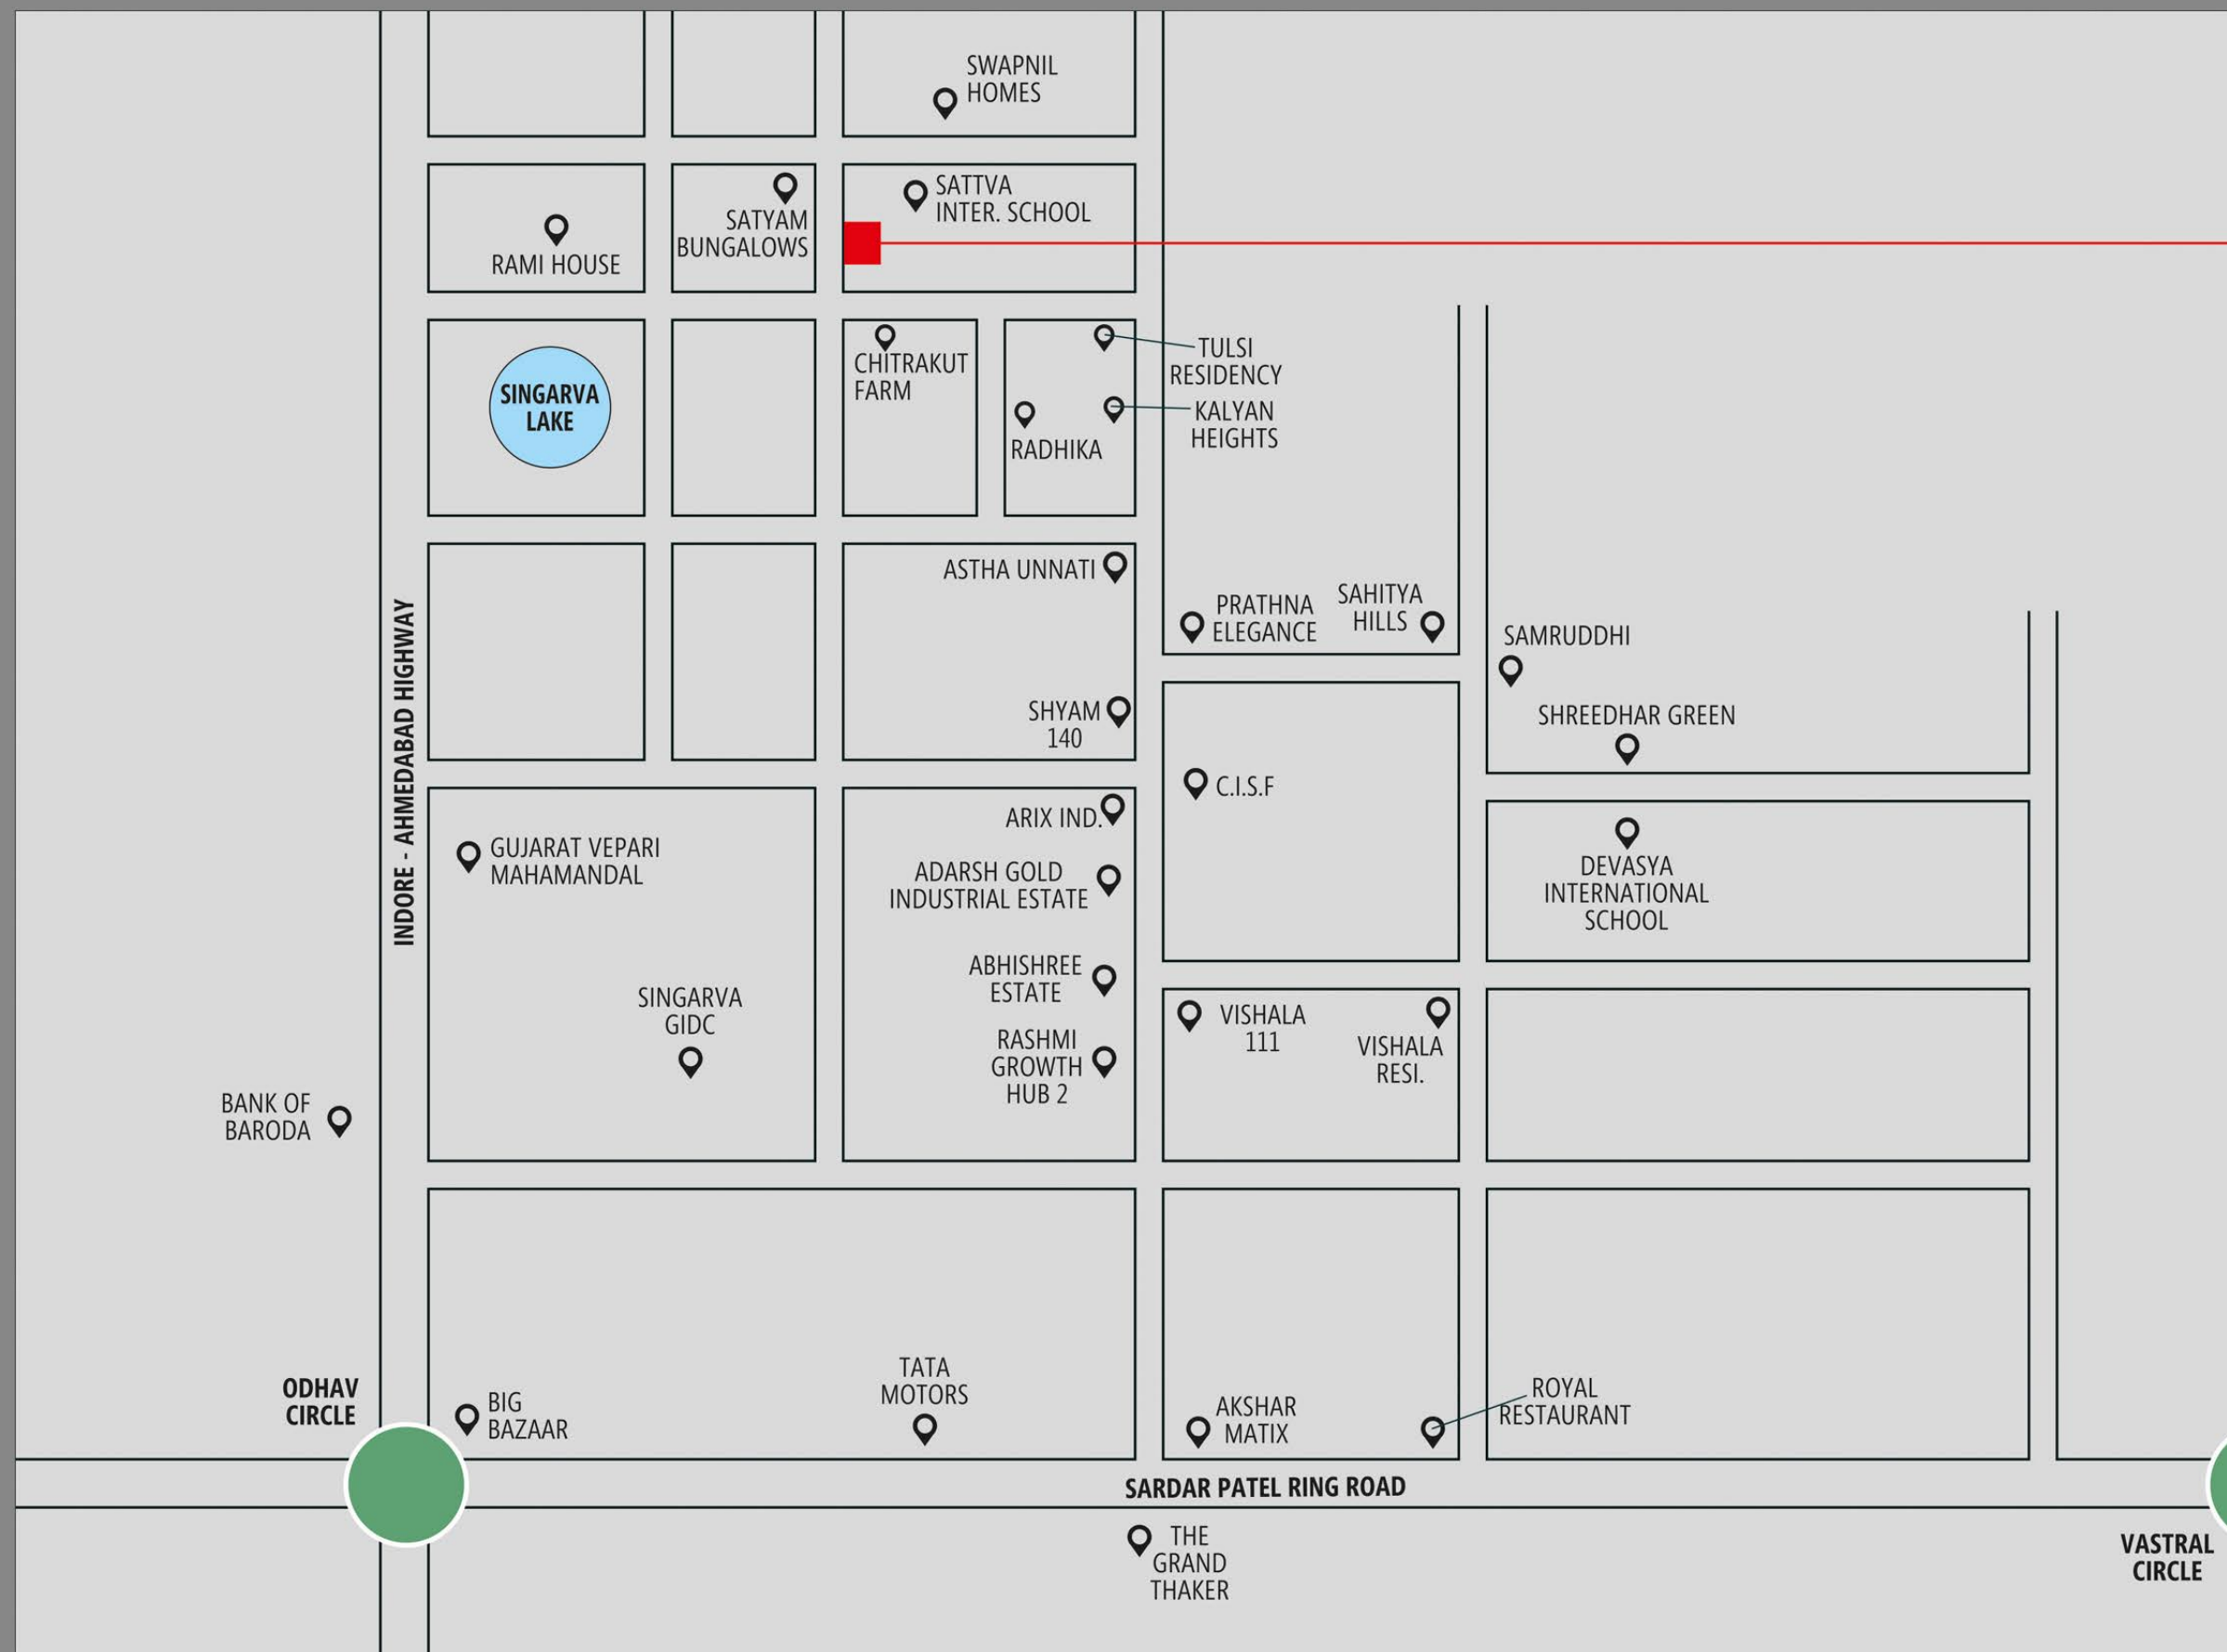 SWAPNIL
HOMES
SATTVA
INTER. SCHOOL
SATYAM
BUNGALOWS
RAMI HOUSE
SINGARVA
LAKE
CHITRAKUT
FARM
TULSI
RESIDENCY
KALYAN
HEIGHTS
RADHIKA
ASTHA UNNATI
PRATHNA
ELEGANCE
SAHITYA
HILLS
SAMRUDDHI
SHREEDHAR GREEN
SHYAM
140
INDORE - AHMEDABAD HIGHWAY
C.I.S.F
ARIX IND.
GUJARAT VEPARI
MAHAMANDAL
ADARSH GOLD
INDUSTRIAL ESTATE
DEVASYA
INTERNATIONAL
SCHOOL
ABHISHREE
ESTATE
SINGARVA
GIDC
VISHALA
111
VISHALA
RESI.
RASHMI
GROWTH
HUB 2
BANK OF
BARODA
TATA
MOTORS
ODHAV
CIRCLE
BIG
BAZAAR
AKSHAR
MATIX
ROYAL
RESTAURANT
SARDAR PATEL RING ROAD
THE
GRAND
THAKER
VASTRAL
CIRCLE